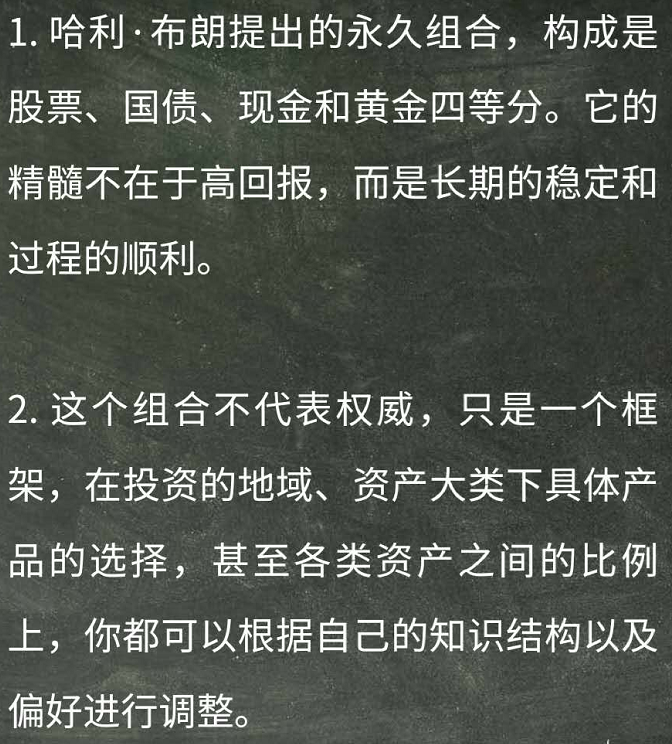 1. 哈利·布朗提出的永久组合，构成是
股票、国债、现金和黄金四等分。它的
精髓不在于高回报，而是长期的稳定和
过程的顺利。
2. 这个组合不代表权威，只是一个框
架，在投资的地域、资产大类下具体产
品的选择，甚至各类资产之间的比例
上，你都可以根据自己的知识结构以及
偏好进行调整。